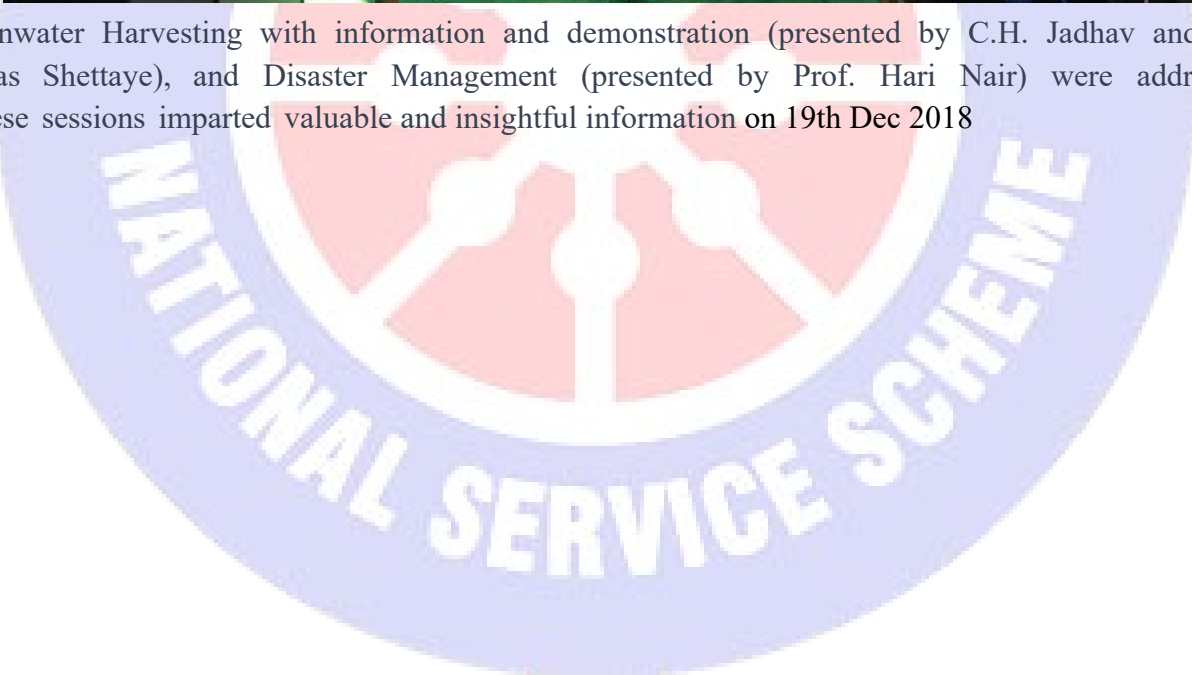 nwater Harvesting with information and demonstration (presented by C.H. Jadhav and
as Shettaye), and Disaster Management (presented by Prof. Hari Nair) were addr
ese sessions imparted valuable and insightful information on 19th Dec 2018
NATIONAL SERVICE SCHEME